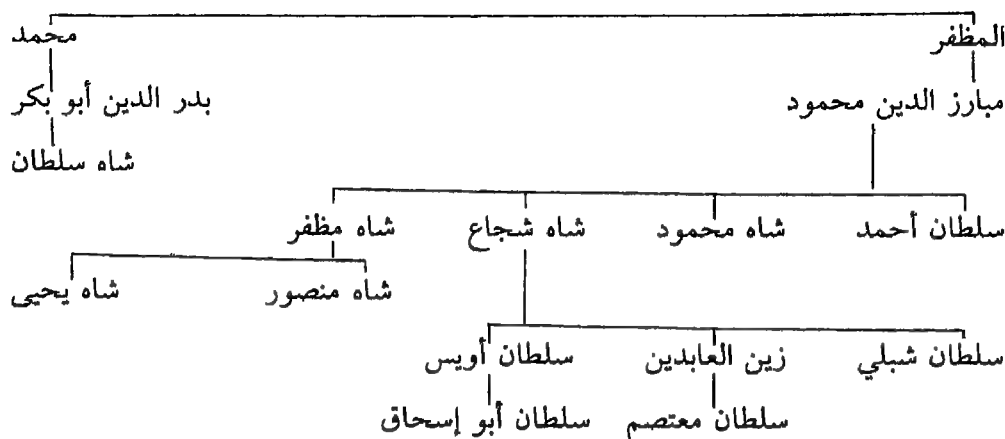 المظفر محمد
مبارز الدين محمود بدر الدين أبو بكر
شاه سلطان
سلطان أحمد شاه محمود شاه شجاع شاه مظفر
شاه منصور شاه يحيى
سلطان شبلي زين العابدين سلطان أويس
سلطان معتصم سلطان أبو إسحاق